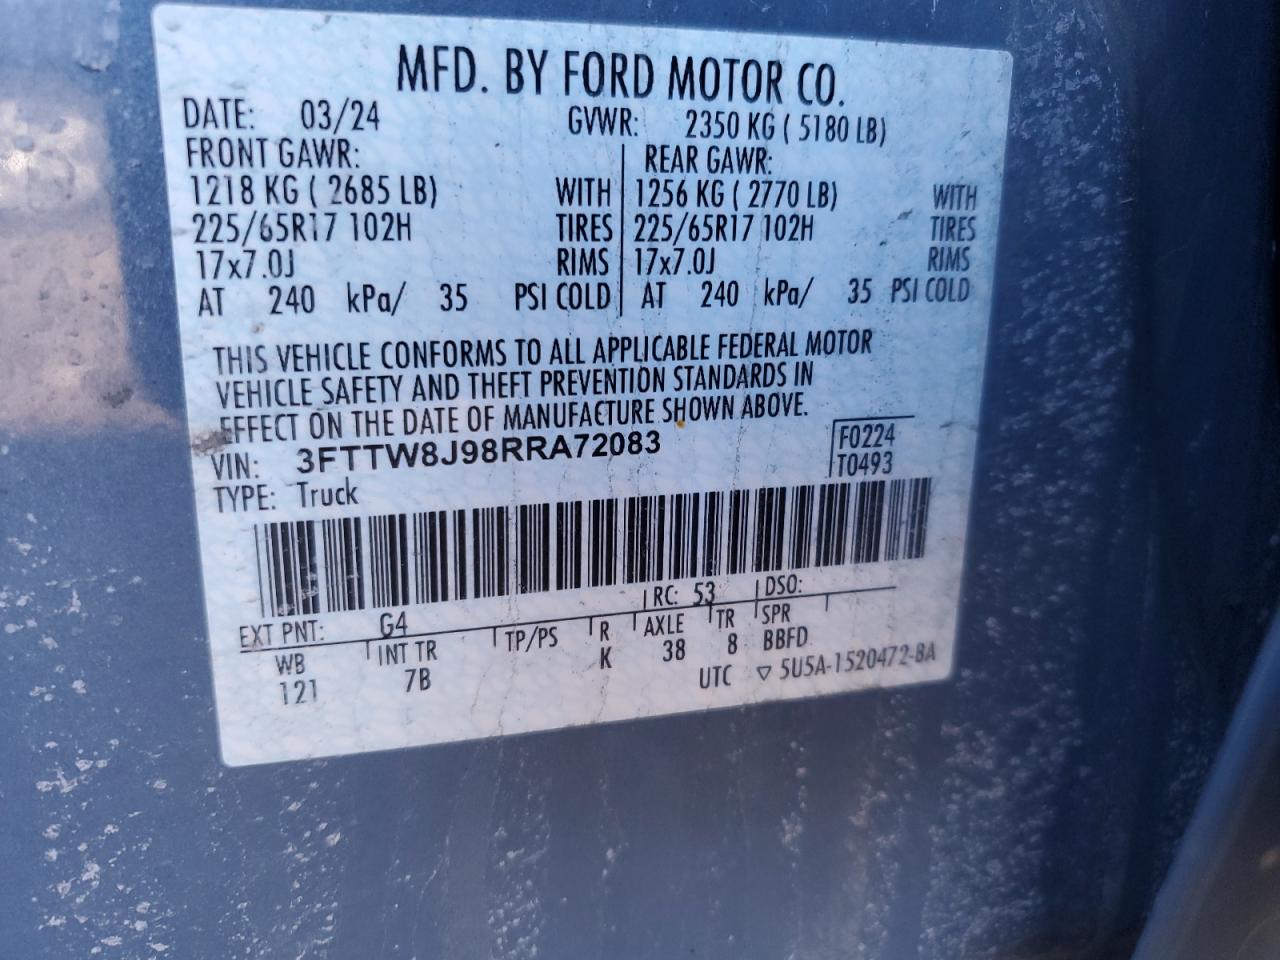 MFD. BY FORD MOTOR CO.
DATE: 03/24 GVWR: 2350 KG ( 5180 LB)
FRONT GAWR: REAR GAWR:
1218 KG ( 2685 LB) WITH 1256 KG ( 2770 LB) WITH
225/65R17 102H TIRES 225/65R17 102H TIRES
17x7.0J RIMS 17x7.0J RIMS
AT 240 kPa/ 35 PSI COLD AT 240 kPa/ 35 PSI COLD
THIS VEHICLE CONFORMS TO ALL APPLICABLE FEDERAL MOTOR
VEHICLE SAFETY AND THEFT PREVENTION STANDARDS IN
EFFECT ON THE DATE OF MANUFACTURE SHOWN ABOVE.
VIN: 3FTTW8J98RRA72083 F0224
TYPE: Truck T0493
EXT PNT: G4 RC: 53 DSO:
WB INT TR TP/PS R AXLE TR SPR
121 7B K 38 8 BBFD
UTC ▽ 5U5A-1520472-BA